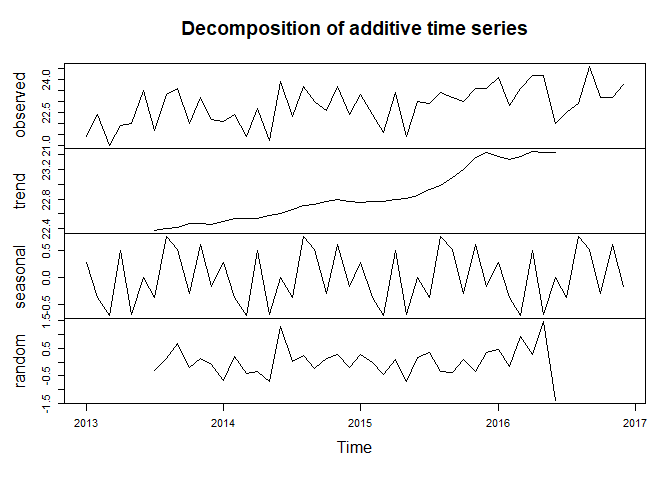 Decomposition of additive time series
observed
24.0
22.5
21.0
trend
23.2
22.8
22.4
seasonal
0.5
0.0
-0.5
random
1.5
0.5
-0.5
-1.5
2013 2014 2015 2016 2017
Time